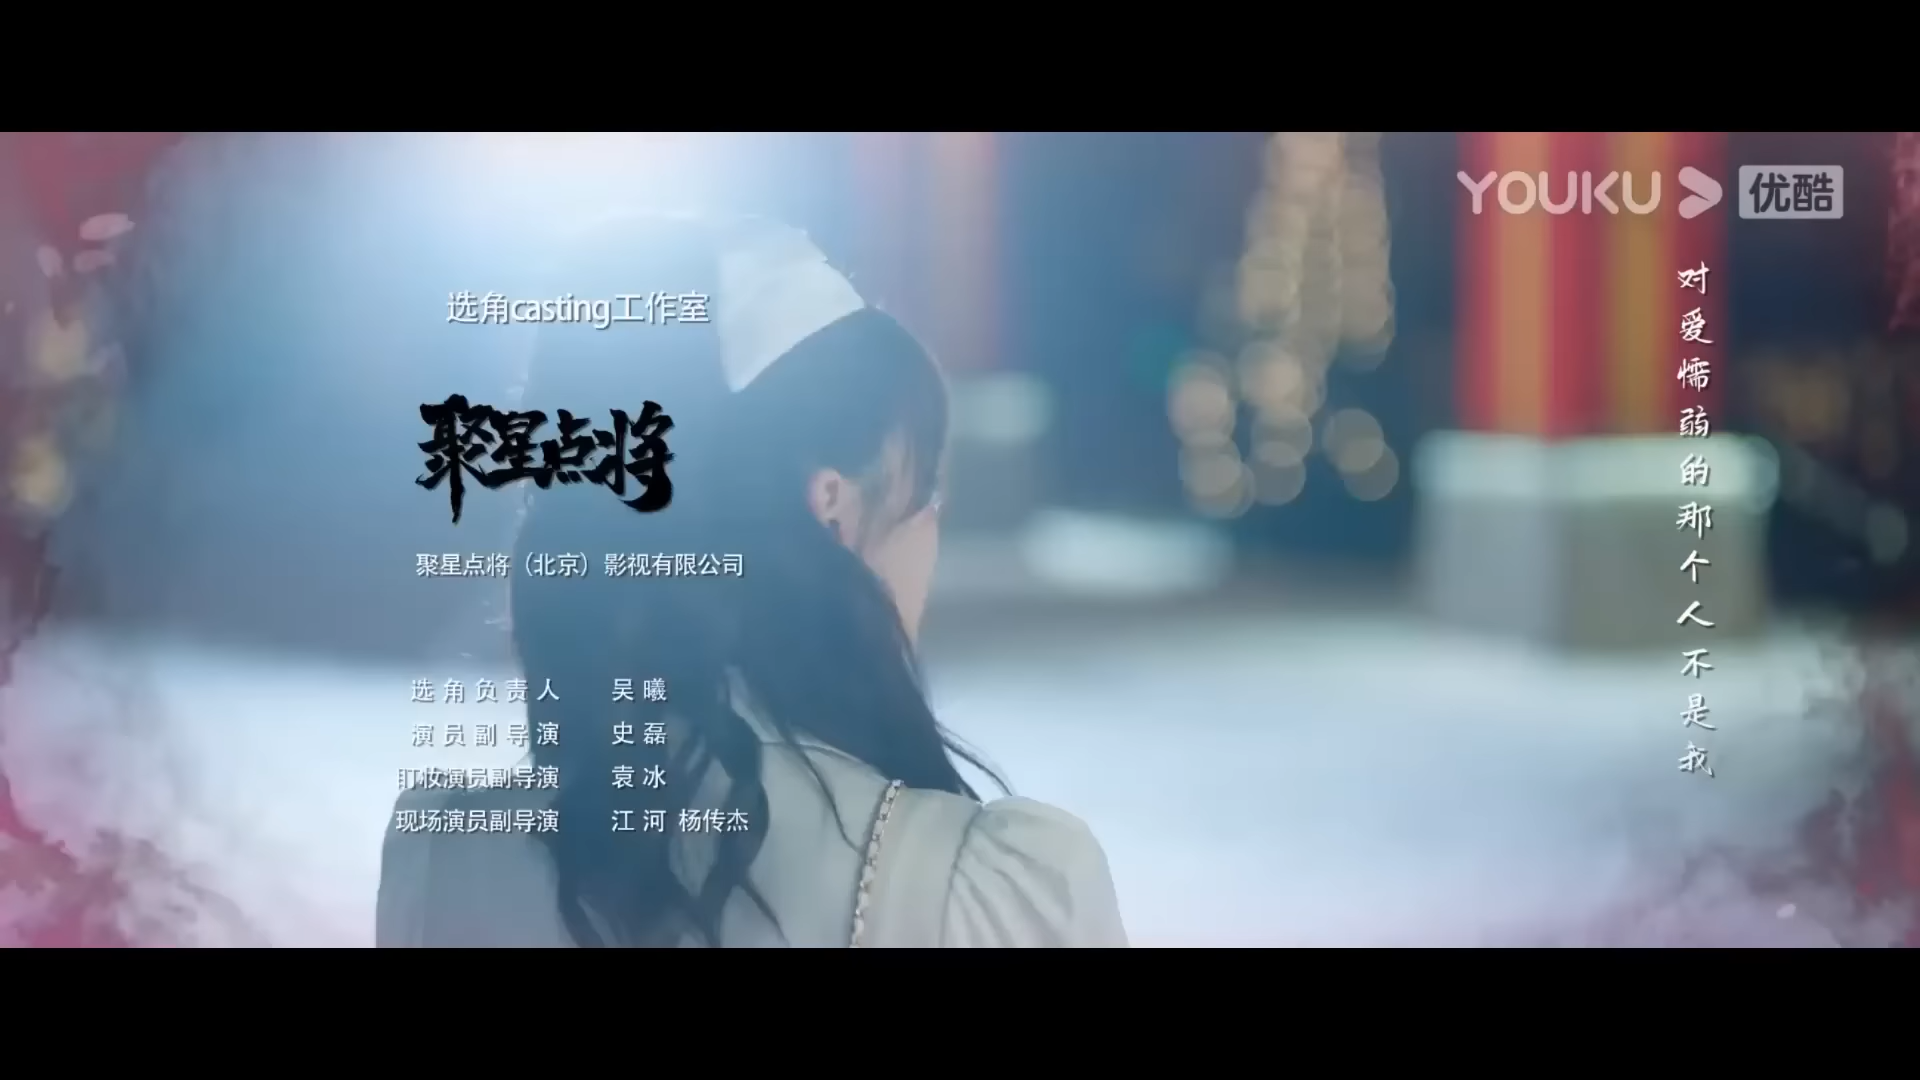 YOUKU 优酷
选角casting工作室
聚星点将
聚星点将（北京）影视有限公司
选角负责人 吴曦
演员副导演 史磊
盯妆演员副导演 袁冰
现场演员副导演 江河 杨传杰
对爱懦弱的那个人不是我